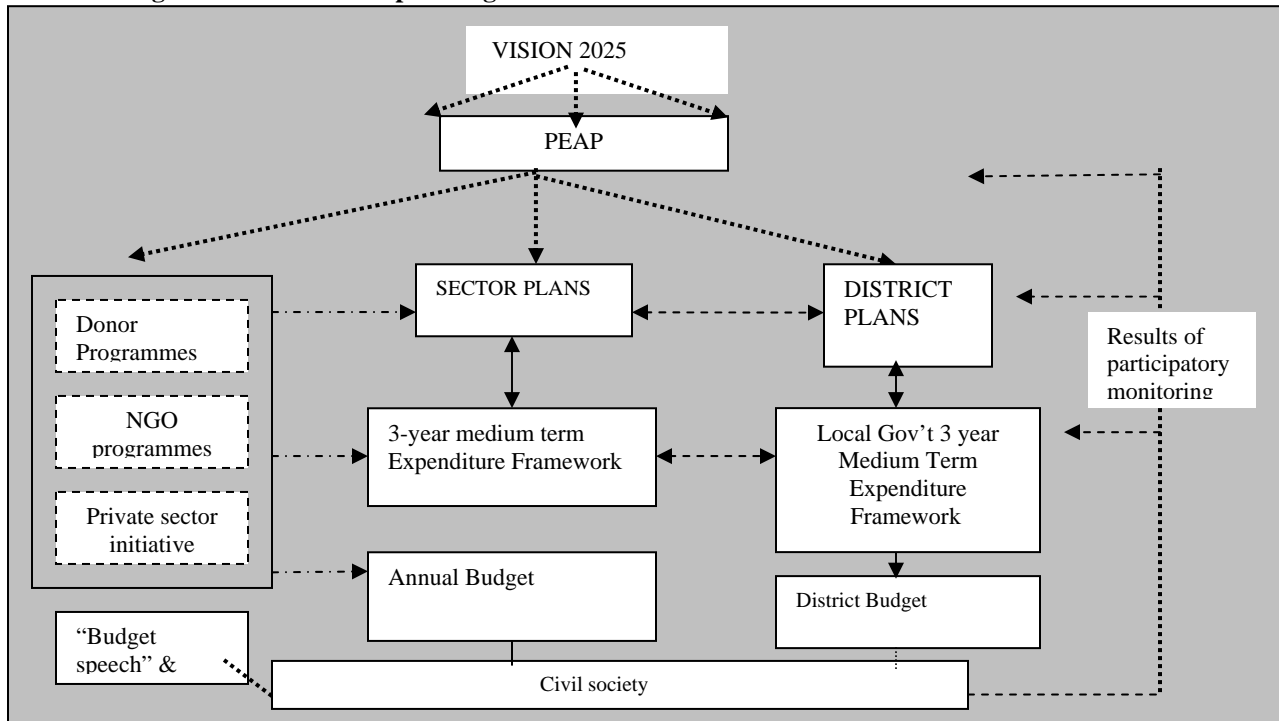 VISION 2025
PEAP
SECTOR PLANS
DISTRICT
PLANS
Donor
Programmes
NGO
programmes
Private sector
initiative
3-year medium term
Expenditure Framework
Local Gov’t 3 year
Medium Term
Expenditure
Framework
Results of
participatory
monitoring
Annual Budget
District Budget
“Budget
speech” &
Civil society